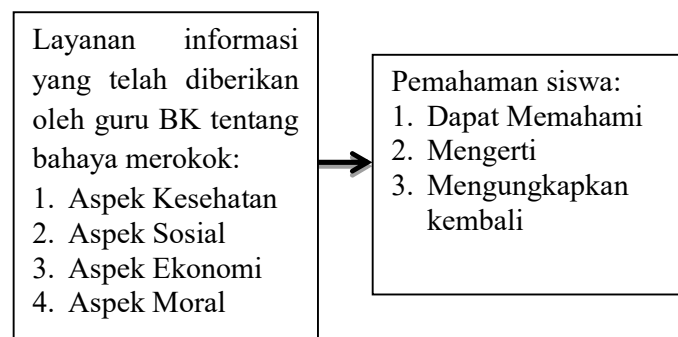 Layanan informasi
yang telah diberikan
oleh guru BK tentang
bahaya merokok:
1. Aspek Kesehatan
2. Aspek Sosial
3. Aspek Ekonomi
4. Aspek Moral
Pemahaman siswa:
1. Dapat Memahami
2. Mengerti
3. Mengungkapkan
kembali